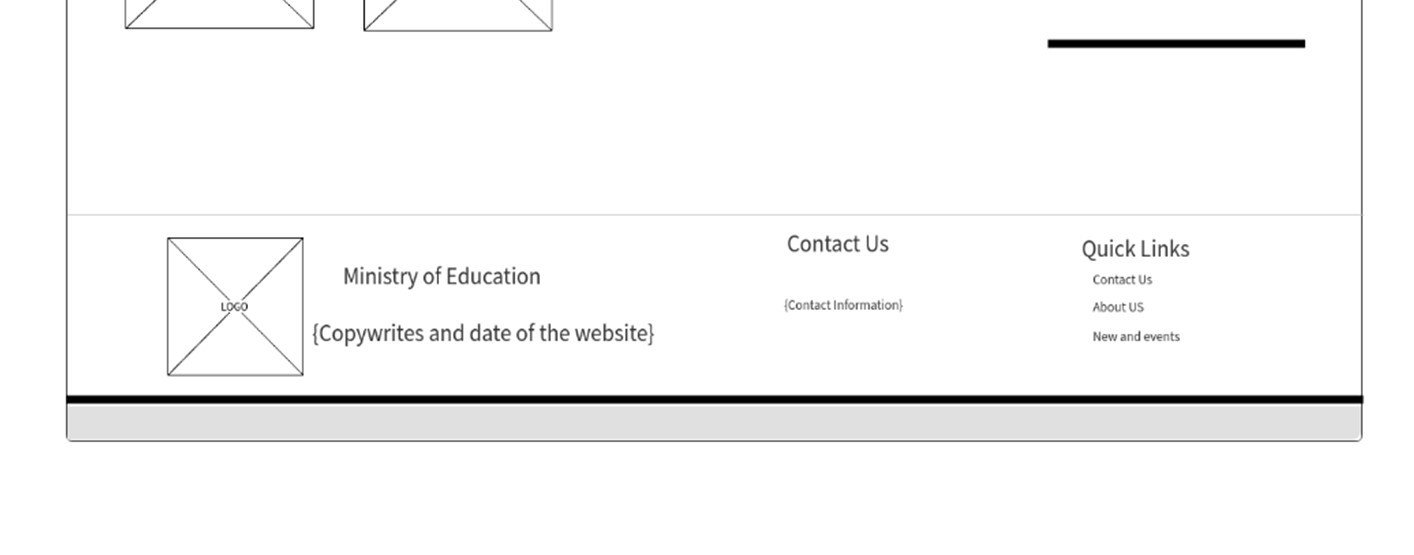 LOGO
Ministry of Education
{Copywrites and date of the website}
Contact Us
{Contact Information}
Quick Links
Contact Us
About US
New and events